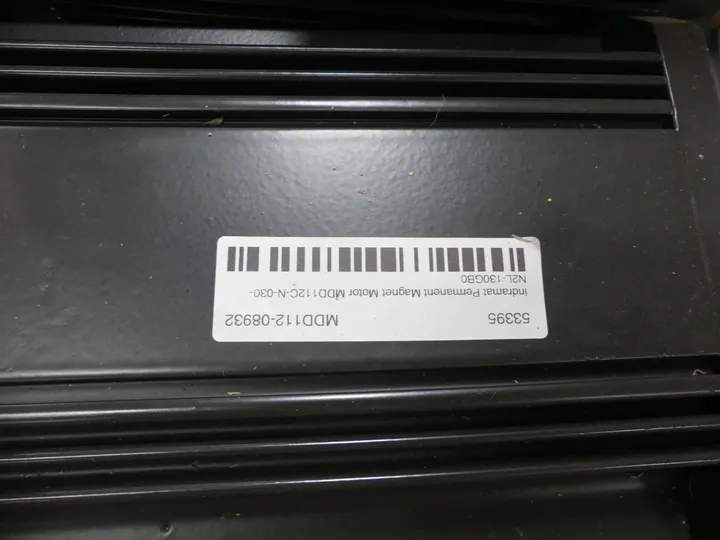 53395 MDD112-08932
indramat Permanent Magnet Motor MDD112C-N-030-
N2L-130GB0